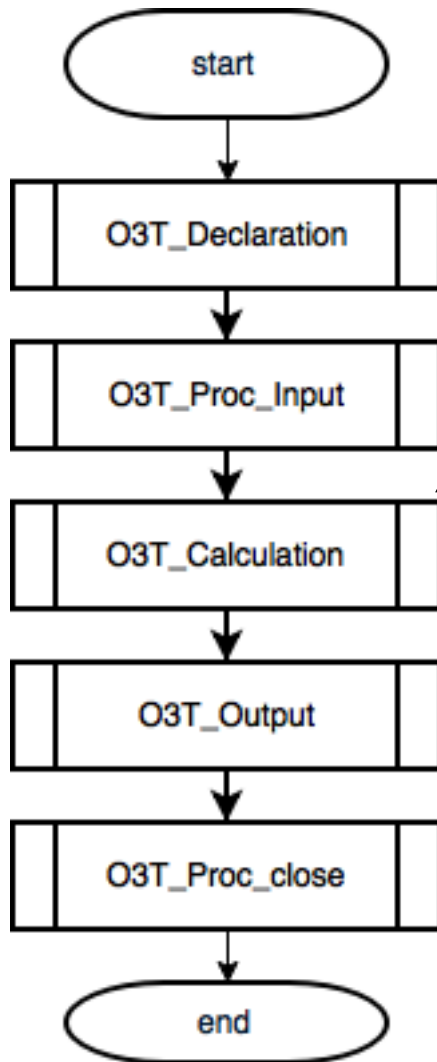 start
O3T_Declaration
O3T_Proc_Input
O3T_Calculation
O3T_Output
O3T_Proc_close
end